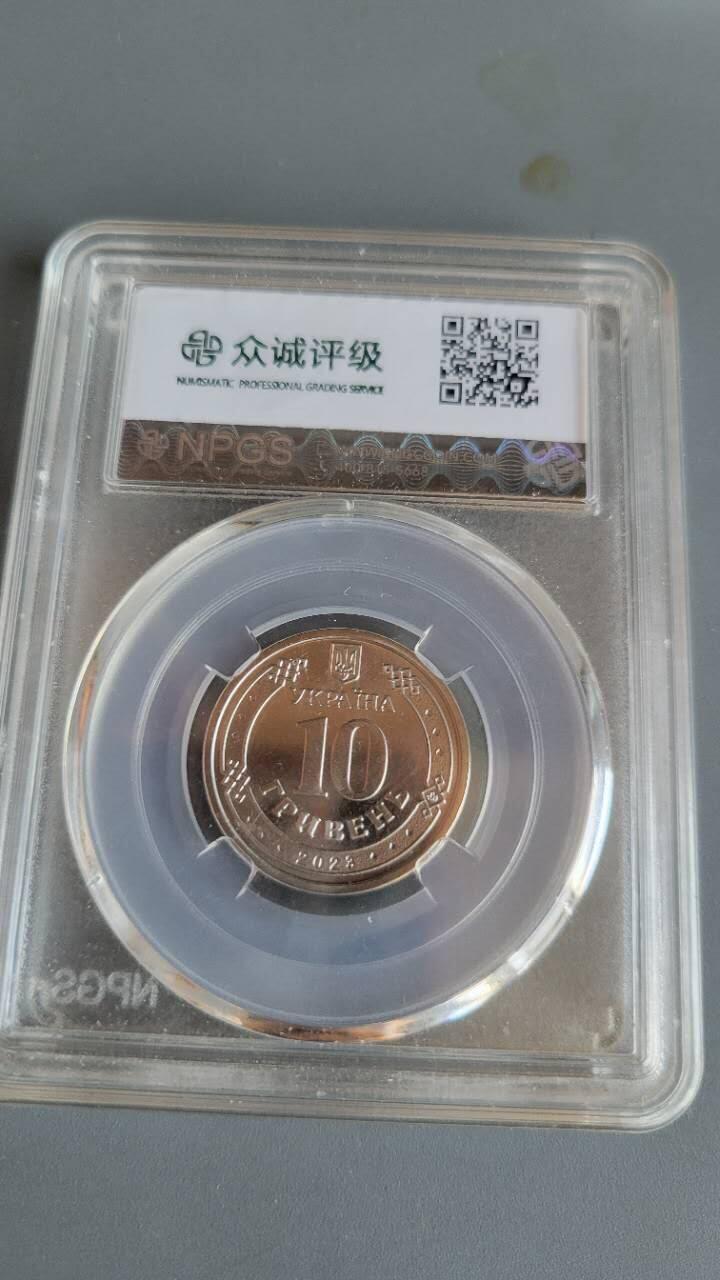 众诚评级
NUMISMATIC PROFESSIONAL GRADING SERVICE
NPGS
УКРАЇНА
10
ГРИВЕНЬ
2023
NPGS